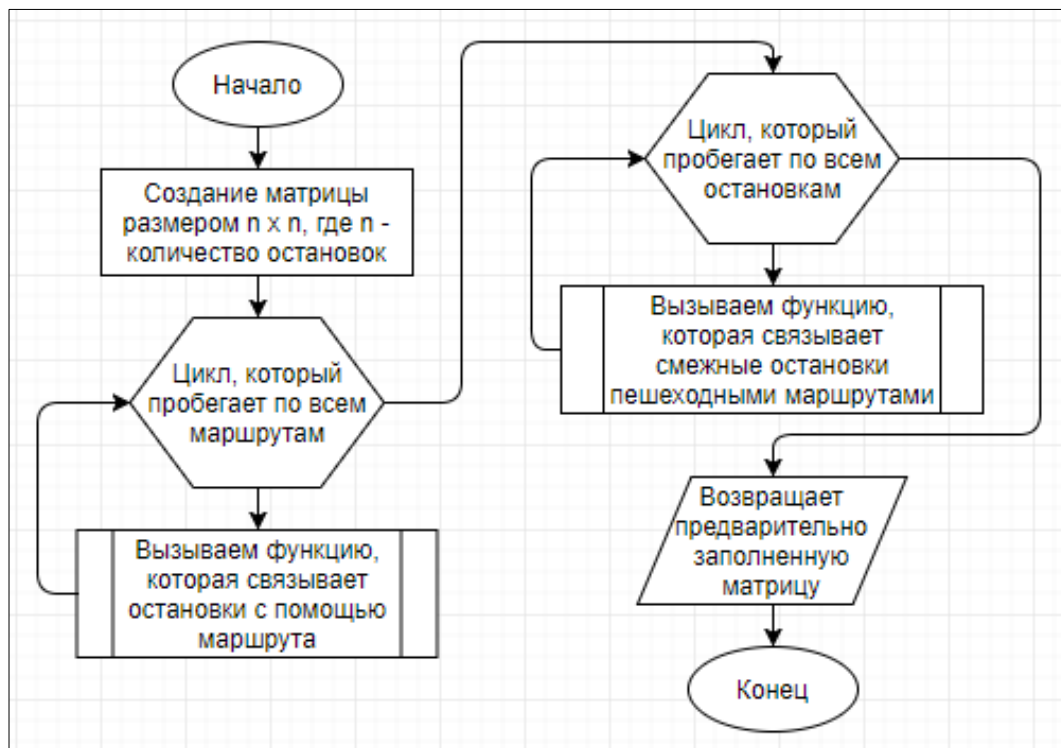 Начало
Создание матрицы
размером n x n, где n -
количество остановок
Цикл, который
пробегает по всем
маршрутам
Вызываем функцию,
которая связывает
остановки с помощью
маршрута
Цикл, который
пробегает по всем
остановкам
Вызываем функцию,
которая связывает
смежные остановки
пешеходными маршрутами
Возвращает
предварительно
заполненную
матрицу
Конец